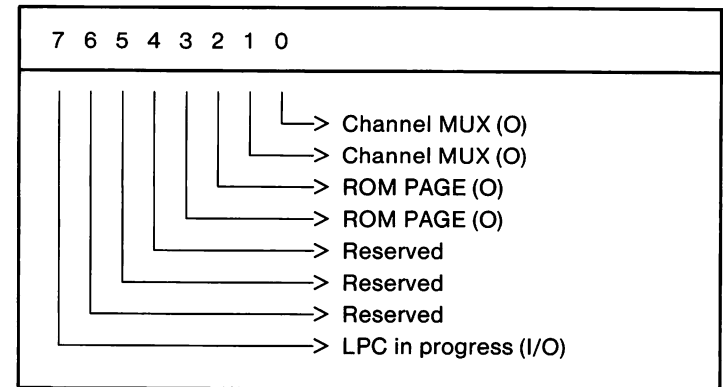 7 6 5 4 3 2 1 0
Channel MUX (O)
Channel MUX (O)
ROM PAGE (O)
ROM PAGE (O)
Reserved
Reserved
Reserved
LPC in progress (I/O)